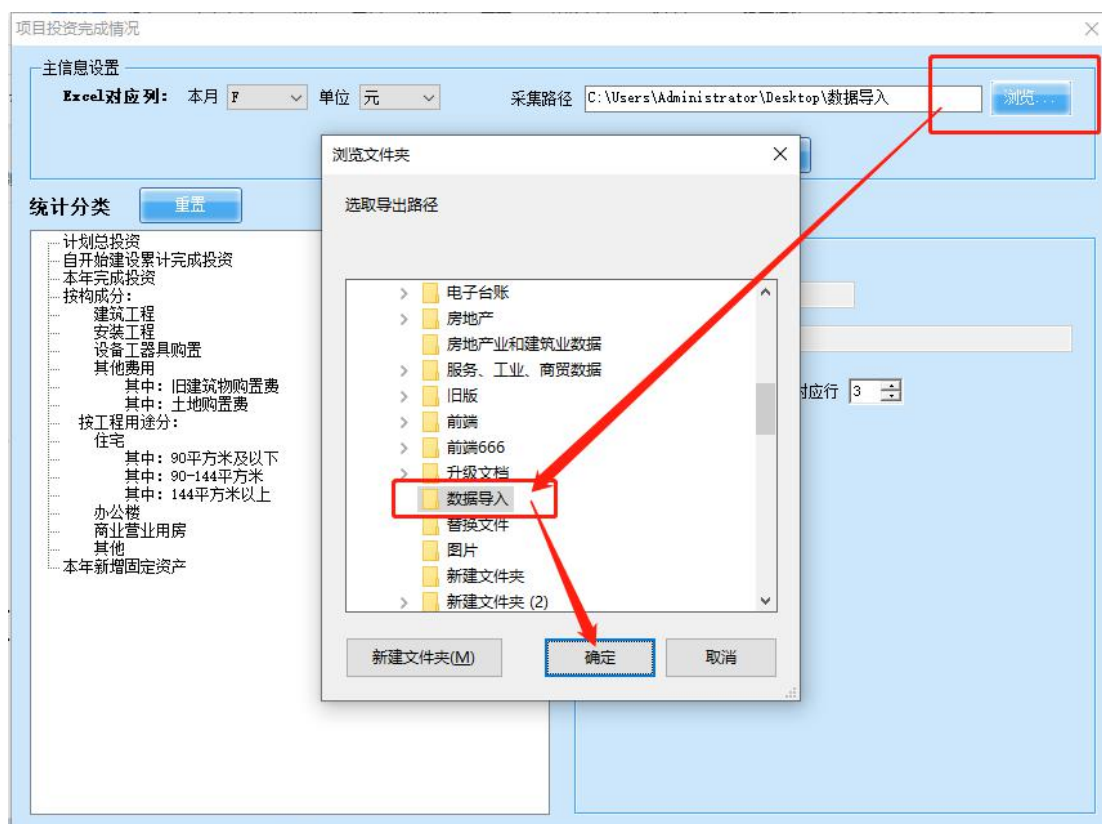 项目投资完成情况
主信息设置
Excel对应列： 本月 F 单位 元 采集路径 C:\Users\Administrator\Desktop\数据导入 浏览...
统计分类 重置
计划总投资
自开始建设累计完成投资
本年完成投资
按构成分：
建筑工程
安装工程
设备工器具购置
其他费用
其中：旧建筑物购置费
其中：土地购置费
按工程用途分：
住宅
其中：90平方米及以下
其中：90-144平方米
其中：144平方米以上
办公楼
商业营业用房
其他
本年新增固定资产
浏览文件夹
选取导出路径
电子台账
房地产
房地产业和建筑业数据
服务、工业、商贸数据
旧版
前端
前端666
升级文档
数据导入
替换文件
图片
新建文件夹
新建文件夹 (2)
新建文件夹(M) 确定 取消
对应行 3